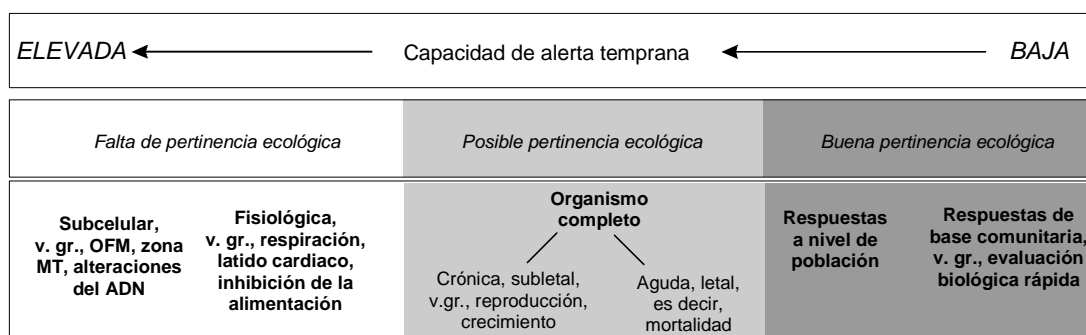 ELEVADA Capacidad de alerta temprana BAJA
Falta de pertinencia ecológica
Posible pertinencia ecológica
Buena pertinencia ecológica
Subcelular,
v. gr., OFM, zona
MT, alteraciones
del ADN
Fisiológica,
v. gr., respiración,
latido cardiaco,
inhibición de la
alimentación
Organismo
completo
Crónica, subletal,
v.gr., reproducción,
crecimiento
Aguda, letal,
es decir,
mortalidad
Respuestas
a nivel de
población
Respuestas de
base comunitaria,
v. gr., evaluación
biológica rápida